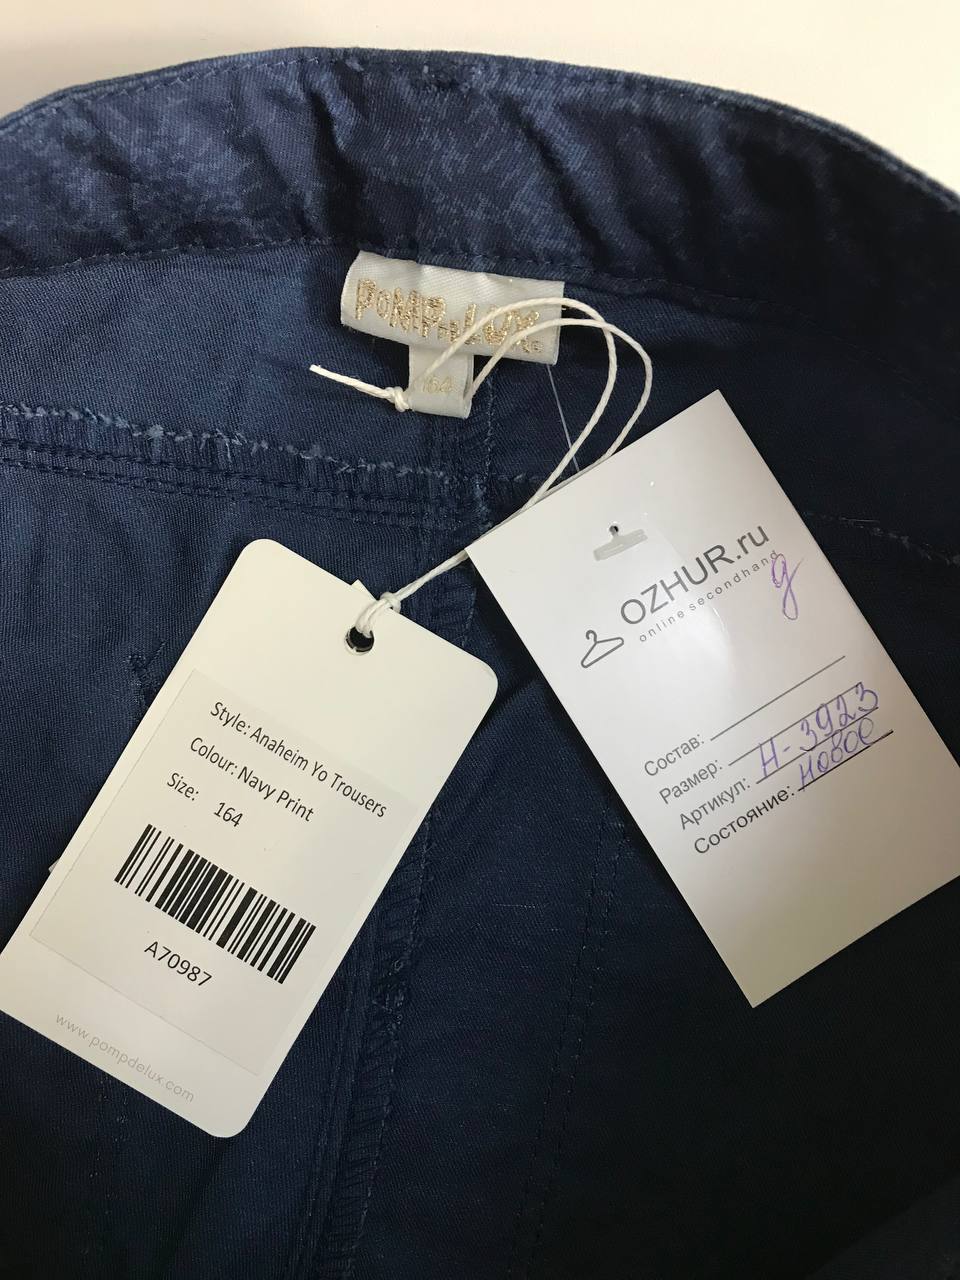 POMPdeLUX
164
OZHUR.ru
online secondhand
g
Состав:
Размер:
Артикул: Н-3923
Состояние: новое
Style: Anaheim Yo Trousers
Colour: Navy Print
Size: 164
A70987
www.pompdelux.com